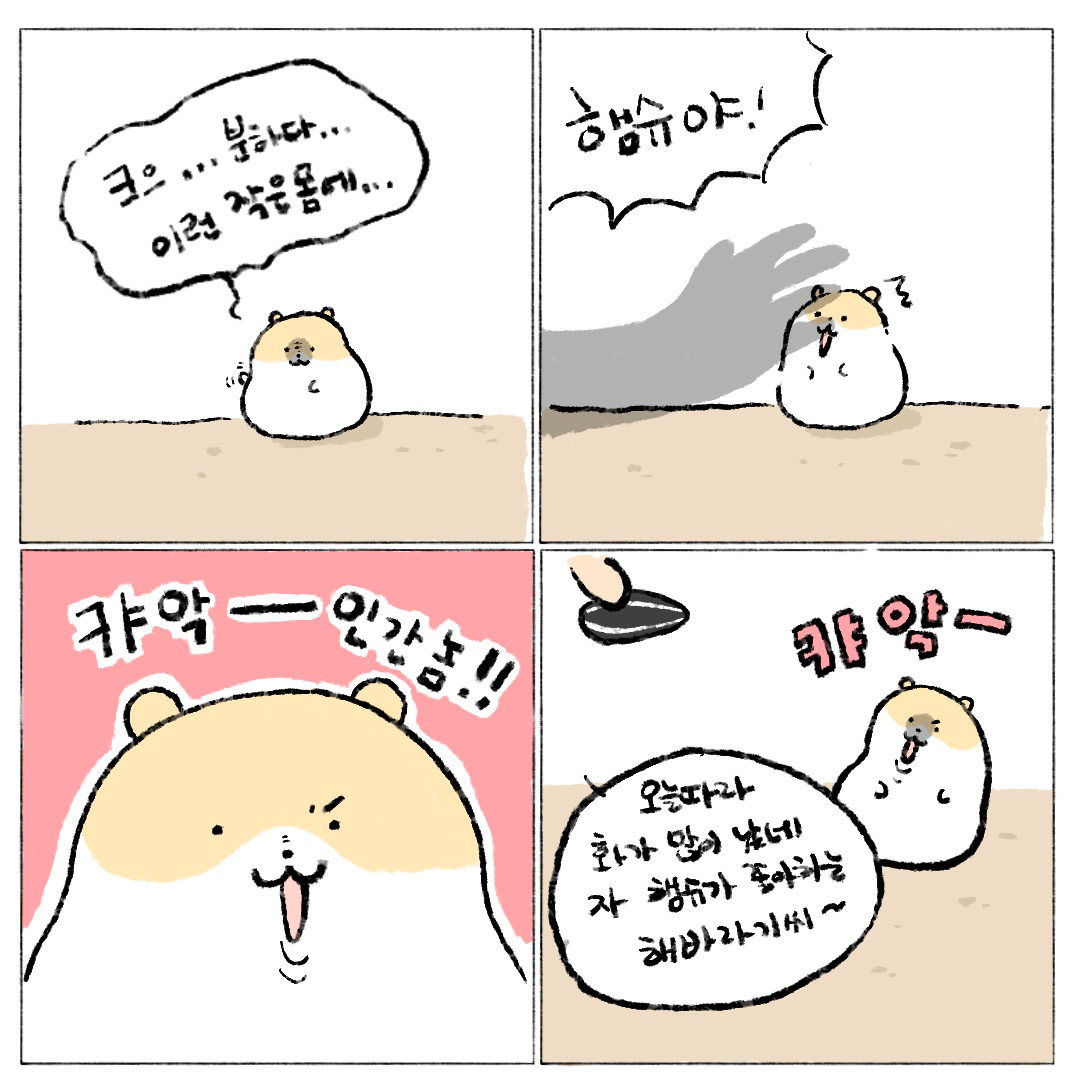 크으... 분하다...
이런 작은몸에...
햄슈야!
캬악ー인간놈!!
캬악ー
오늘따라
화가 많이 났네
자 햄슈가 좋아하는
해바라기씨~